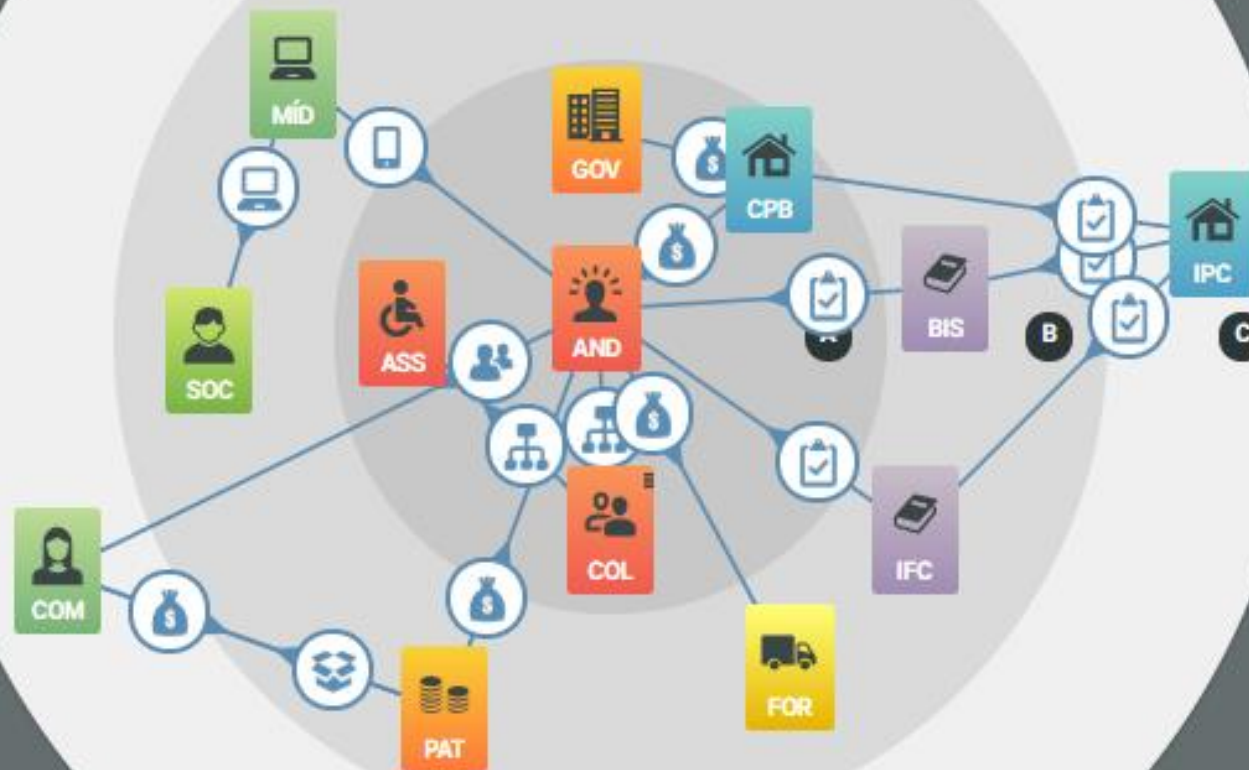 MÍD
GOV
CPB
IPC
SOC
ASS
AND
A
BIS
B
C
COM
COL
IFC
PAT
FOR
$
$
$
$
$